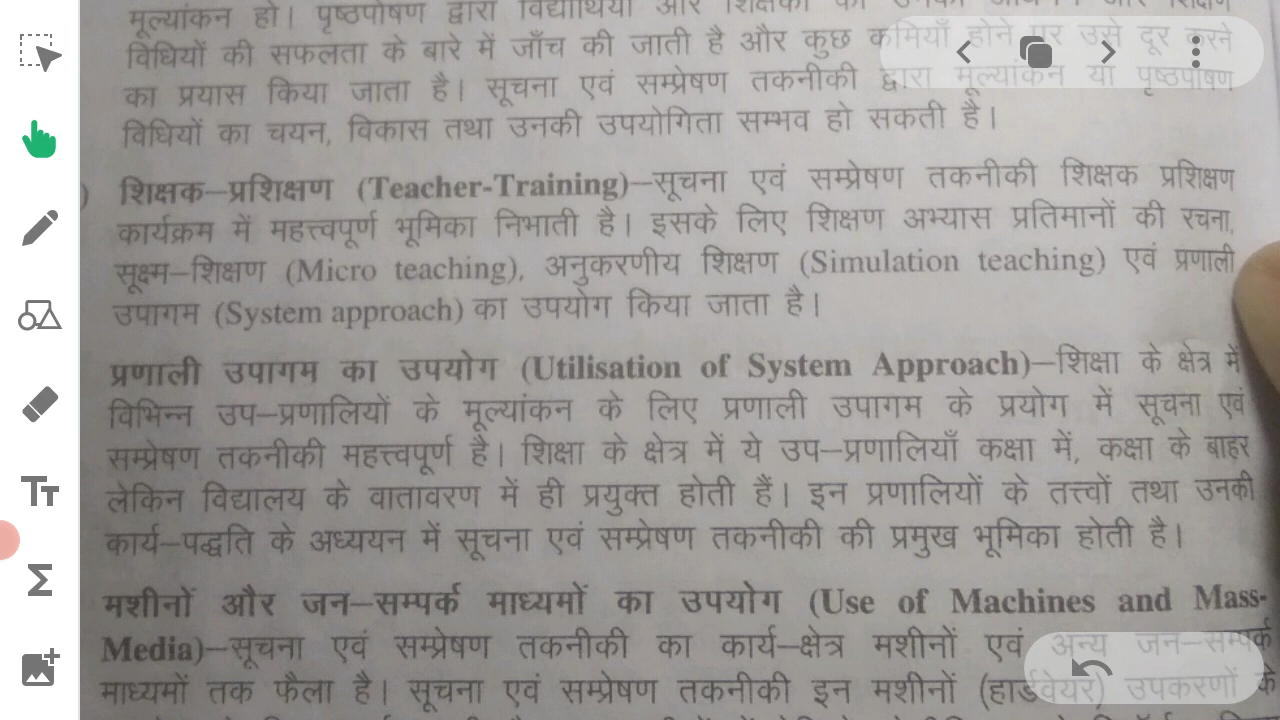 मूल्यांकन हो। पृष्ठपोषण द्वारा विद्यार्थियों और शिक्षकों को उनकी और शिक्षण
विधियों की सफलता के बारे में जाँच की जाती है और कुछ कमियाँ होने पर उसे दूर करने
का प्रयास किया जाता है। सूचना एवं सम्प्रेषण तकनीकी द्वारा मूल्यांकन या पृष्ठपोषण
विधियों का चयन, विकास तथा उनकी उपयोगिता सम्भव हो सकती है।
) शिक्षक–प्रशिक्षण (Teacher-Training)–सूचना एवं सम्प्रेषण तकनीकी शिक्षक प्रशिक्षण
कार्यक्रम में महत्त्वपूर्ण भूमिका निभाती है। इसके लिए शिक्षण अभ्यास प्रतिमानों की रचना,
सूक्ष्म–शिक्षण (Micro teaching), अनुकरणीय शिक्षण (Simulation teaching) एवं प्रणाली
उपागम (System approach) का उपयोग किया जाता है।
प्रणाली उपागम का उपयोग (Utilisation of System Approach)–शिक्षा के क्षेत्र में
विभिन्न उप–प्रणालियों के मूल्यांकन के लिए प्रणाली उपागम के प्रयोग में सूचना एवं
सम्प्रेषण तकनीकी महत्त्वपूर्ण है। शिक्षा के क्षेत्र में ये उप–प्रणालियाँ कक्षा में, कक्षा के बाहर
लेकिन विद्यालय के वातावरण में ही प्रयुक्त होती हैं। इन प्रणालियों के तत्त्वों तथा उनकी
कार्य–पद्धति के अध्ययन में सूचना एवं सम्प्रेषण तकनीकी की प्रमुख भूमिका होती है।
मशीनों और जन–सम्पर्क माध्यमों का उपयोग (Use of Machines and Mass-
Media)–सूचना एवं सम्प्रेषण तकनीकी का कार्य–क्षेत्र मशीनों एवं अन्य जन–सम्पर्क
माध्यमों तक फैला है। सूचना एवं सम्प्रेषण तकनीकी इन मशीनों (हार्डवेयर) उपकरणों के